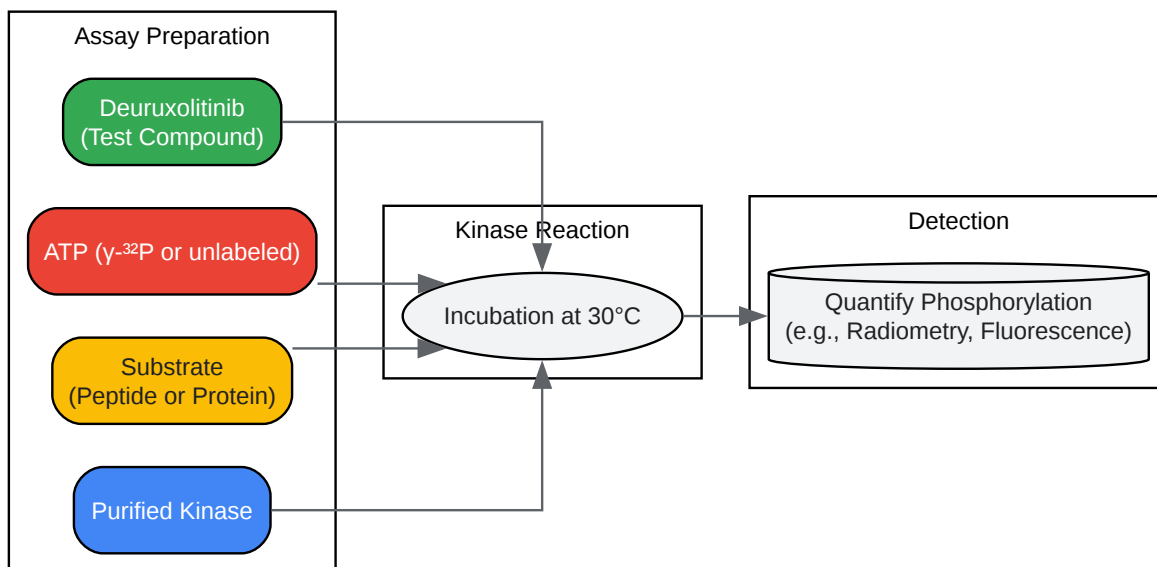 Assay Preparation
Deuruxolitinib
(Test Compound)
ATP (γ-³²P or unlabeled)
Substrate
(Peptide or Protein)
Purified Kinase
Kinase Reaction
Incubation at 30°C
Detection
Quantify Phosphorylation
(e.g., Radiometry, Fluorescence)